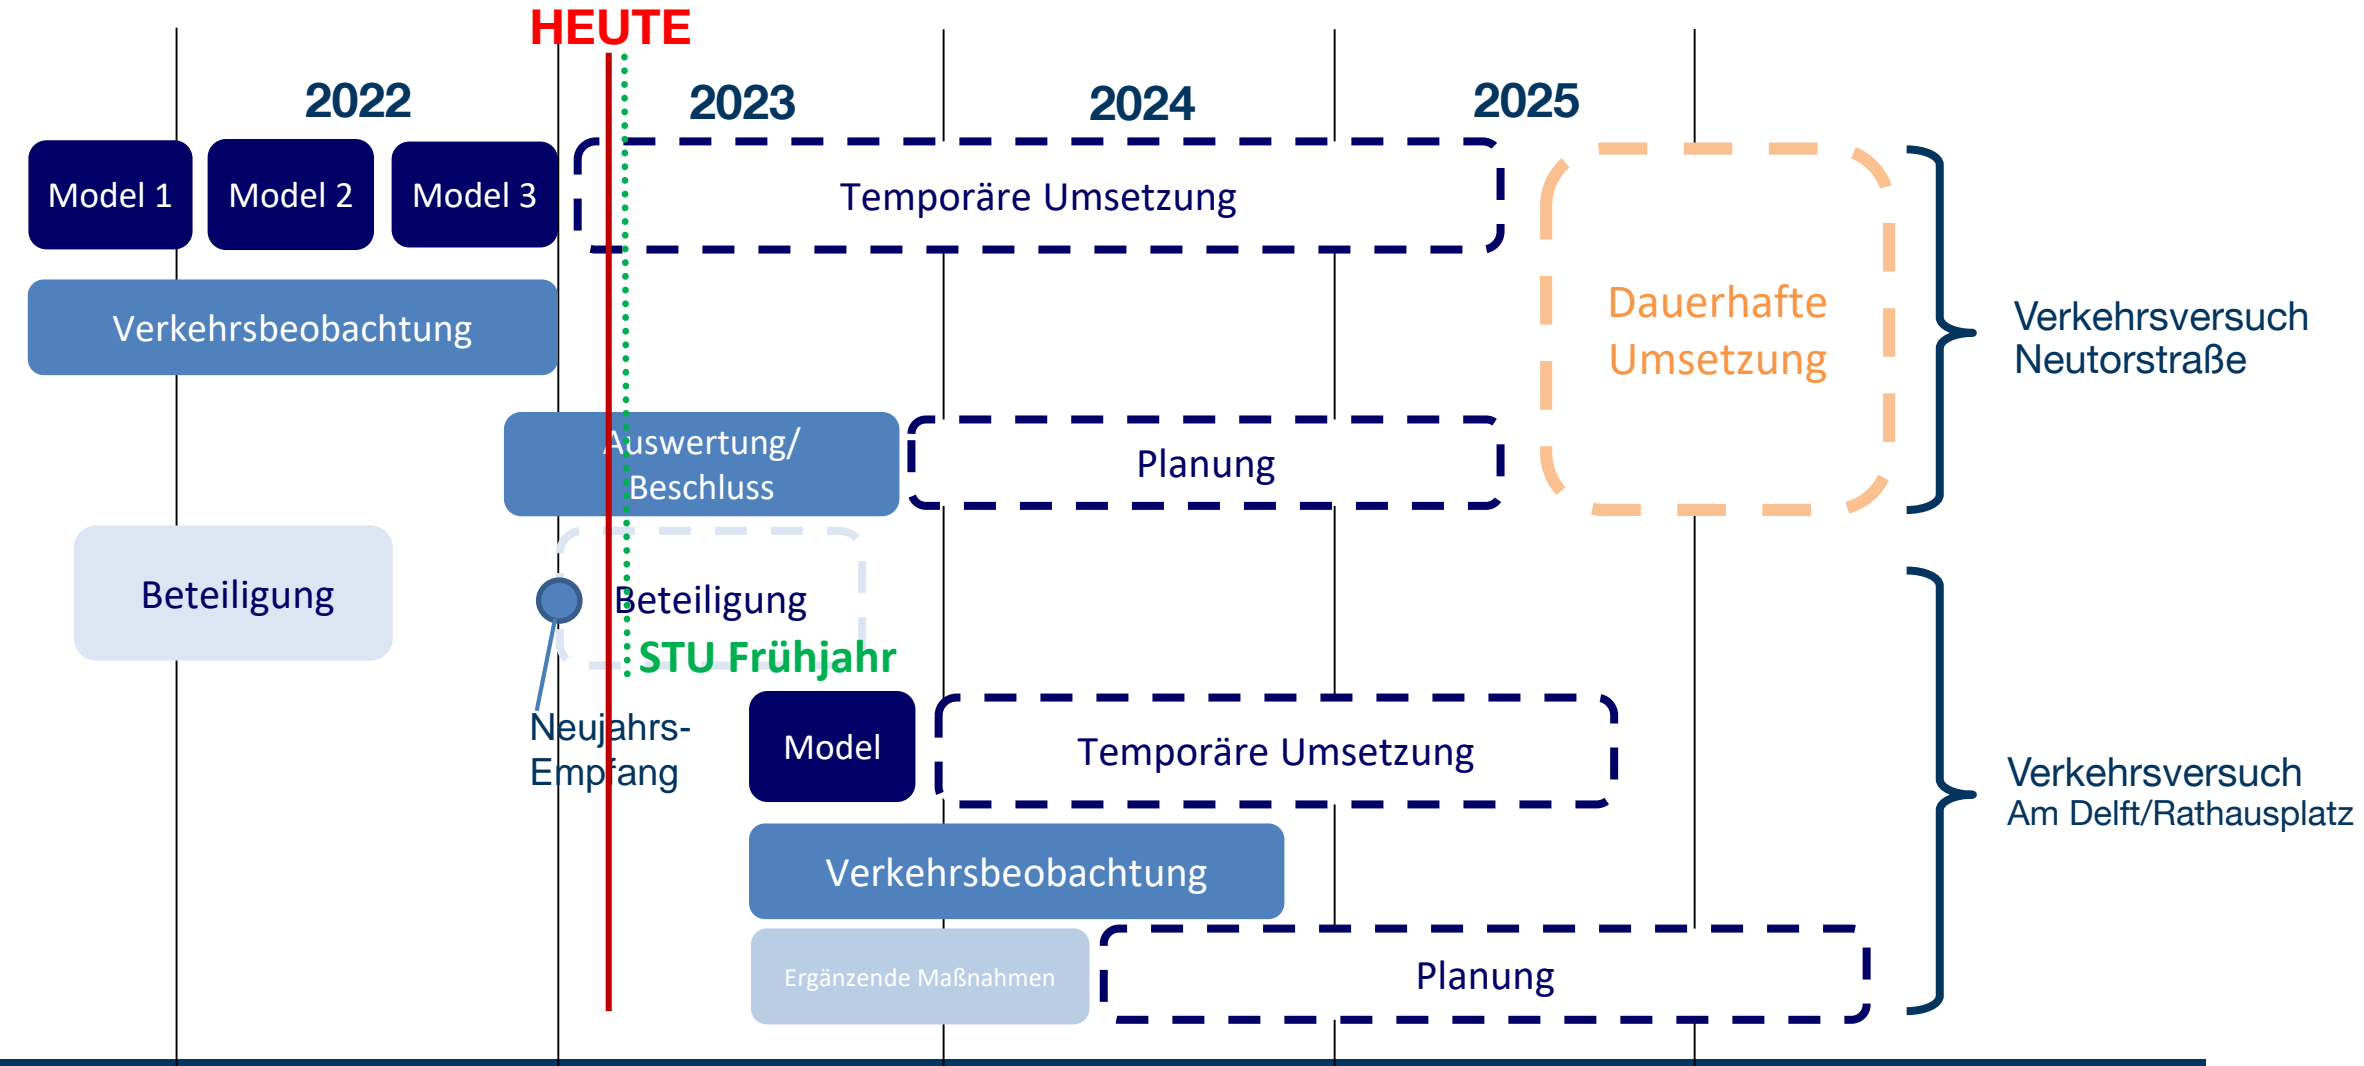 HEUTE
2022
2023
2024
2025
Model 1
Model 2
Model 3
Temporäre Umsetzung
Verkehrsbeobachtung
Dauerhafte
Umsetzung
Verkehrsversuch
Neutorstraße
Auswertung/
Beschluss
Planung
Beteiligung
Beteiligung
STU Frühjahr
Neujahrs-
Empfang
Model
Temporäre Umsetzung
Verkehrsversuch
Am Delft/Rathausplatz
Verkehrsbeobachtung
Ergänzende Maßnahmen
Planung